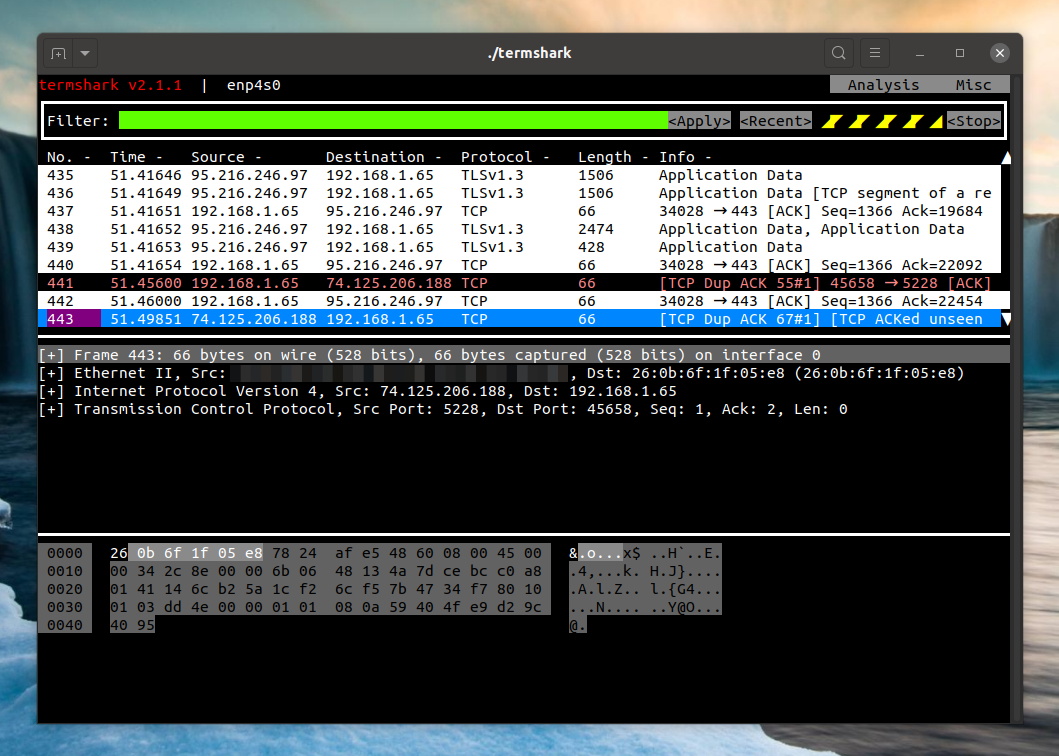 ./termshark
termshark v2.1.1 | enp4s0 Analysis Misc
Filter: <Apply> <Recent> <Stop>
No. - Time - Source - Destination - Protocol - Length - Info -
435 51.41646 95.216.246.97 192.168.1.65 TLSv1.3 1506 Application Data
436 51.41649 95.216.246.97 192.168.1.65 TLSv1.3 1506 Application Data [TCP segment of a re
437 51.41651 192.168.1.65 95.216.246.97 TCP 66 34028 → 443 [ACK] Seq=1366 Ack=19684
438 51.41652 95.216.246.97 192.168.1.65 TLSv1.3 2474 Application Data, Application Data
439 51.41653 95.216.246.97 192.168.1.65 TLSv1.3 428 Application Data
440 51.41654 192.168.1.65 95.216.246.97 TCP 66 34028 → 443 [ACK] Seq=1366 Ack=22092
441 51.45600 192.168.1.65 74.125.206.188 TCP 66 [TCP Dup ACK 55#1] 45658 → 5228 [ACK]
442 51.46000 192.168.1.65 95.216.246.97 TCP 66 34028 → 443 [ACK] Seq=1366 Ack=22454
443 51.49851 74.125.206.188 192.168.1.65 TCP 66 [TCP Dup ACK 67#1] [TCP ACKed unseen
[+] Frame 443: 66 bytes on wire (528 bits), 66 bytes captured (528 bits) on interface 0
[+] Ethernet II, Src: , Dst: 26:0b:6f:1f:05:e8 (26:0b:6f:1f:05:e8)
[+] Internet Protocol Version 4, Src: 74.125.206.188, Dst: 192.168.1.65
[+] Transmission Control Protocol, Src Port: 5228, Dst Port: 45658, Seq: 1, Ack: 2, Len: 0
0000 26 0b 6f 1f 05 e8 78 24 af e5 48 60 08 00 45 00 &.o...x$ ..H`..E.
0010 00 34 2c 8e 00 00 6b 06 48 13 4a 7d ce bc c0 a8 .4,...k. H.J}....
0020 01 41 14 6c b2 5a 1c f2 6c f5 7b 47 34 f7 80 10 .A.l.Z.. l.{G4...
0030 01 03 dd 4e 00 00 01 01 08 0a 59 40 4f e9 d2 9c ...N.... ..Y@O...
0040 40 95 @.